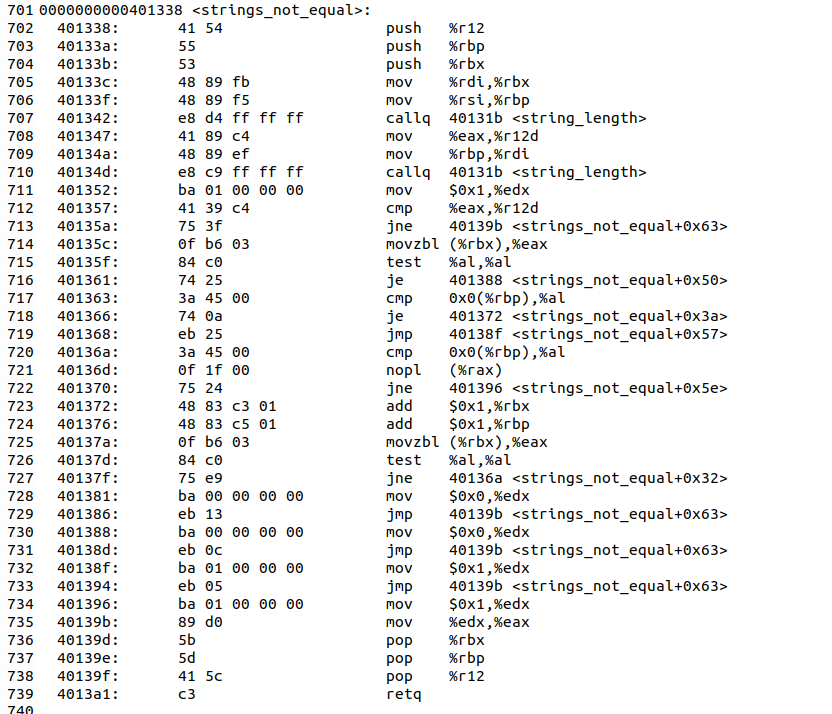 701 0000000000401338 <strings_not_equal>:
702 401338: 41 54 push %r12
703 40133a: 55 push %rbp
704 40133b: 53 push %rbx
705 40133c: 48 89 fb mov %rdi,%rbx
706 40133f: 48 89 f5 mov %rsi,%rbp
707 401342: e8 d4 ff ff ff callq 40131b <string_length>
708 401347: 41 89 c4 mov %eax,%r12d
709 40134a: 48 89 ef mov %rbp,%rdi
710 40134d: e8 c9 ff ff ff callq 40131b <string_length>
711 401352: ba 01 00 00 00 mov $0x1,%edx
712 401357: 41 39 c4 cmp %eax,%r12d
713 40135a: 75 3f jne 40139b <strings_not_equal+0x63>
714 40135c: 0f b6 03 movzbl (%rbx),%eax
715 40135f: 84 c0 test %al,%al
716 401361: 74 25 je 401388 <strings_not_equal+0x50>
717 401363: 3a 45 00 cmp 0x0(%rbp),%al
718 401366: 74 0a je 401372 <strings_not_equal+0x3a>
719 401368: eb 25 jmp 40138f <strings_not_equal+0x57>
720 40136a: 3a 45 00 cmp 0x0(%rbp),%al
721 40136d: 0f 1f 00 nopl (%rax)
722 401370: 75 24 jne 401396 <strings_not_equal+0x5e>
723 401372: 48 83 c3 01 add $0x1,%rbx
724 401376: 48 83 c5 01 add $0x1,%rbp
725 40137a: 0f b6 03 movzbl (%rbx),%eax
726 40137d: 84 c0 test %al,%al
727 40137f: 75 e9 jne 40136a <strings_not_equal+0x32>
728 401381: ba 00 00 00 00 mov $0x0,%edx
729 401386: eb 13 jmp 40139b <strings_not_equal+0x63>
730 401388: ba 00 00 00 00 mov $0x0,%edx
731 40138d: eb 0c jmp 40139b <strings_not_equal+0x63>
732 40138f: ba 01 00 00 00 mov $0x1,%edx
733 401394: eb 05 jmp 40139b <strings_not_equal+0x63>
734 401396: ba 01 00 00 00 mov $0x1,%edx
735 40139b: 89 d0 mov %edx,%eax
736 40139d: 5b pop %rbx
737 40139e: 5d pop %rbp
738 40139f: 41 5c pop %r12
739 4013a1: c3 retq
740